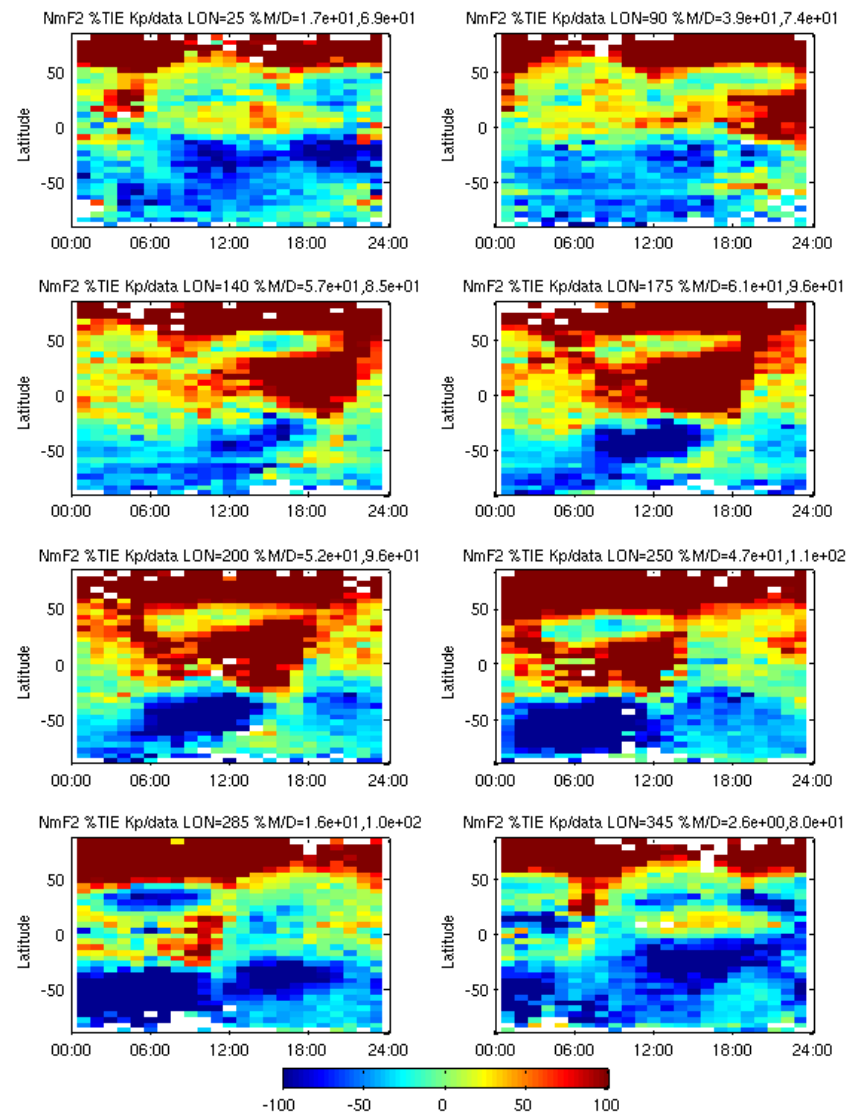 NmF2 %TIE Kp/data LON=25 %M/D=1.7e+01,6.9e+01
NmF2 %TIE Kp/data LON=90 %M/D=3.9e+01,7.4e+01
50
0
-50
Latitude
00:00 06:00 12:00 18:00 24:00
50
0
-50
Latitude
00:00 06:00 12:00 18:00 24:00
NmF2 %TIE Kp/data LON=140 %M/D=5.7e+01,8.5e+01
NmF2 %TIE Kp/data LON=175 %M/D=6.1e+01,9.6e+01
50
0
-50
Latitude
00:00 06:00 12:00 18:00 24:00
50
0
-50
Latitude
00:00 06:00 12:00 18:00 24:00
NmF2 %TIE Kp/data LON=200 %M/D=5.2e+01,9.6e+01
NmF2 %TIE Kp/data LON=250 %M/D=4.7e+01,1.1e+02
50
0
-50
Latitude
00:00 06:00 12:00 18:00 24:00
50
0
-50
Latitude
00:00 06:00 12:00 18:00 24:00
NmF2 %TIE Kp/data LON=285 %M/D=1.6e+01,1.0e+02
NmF2 %TIE Kp/data LON=345 %M/D=2.6e+00,8.0e+01
50
0
-50
Latitude
00:00 06:00 12:00 18:00 24:00
50
0
-50
Latitude
00:00 06:00 12:00 18:00 24:00
-100 -50 0 50 100